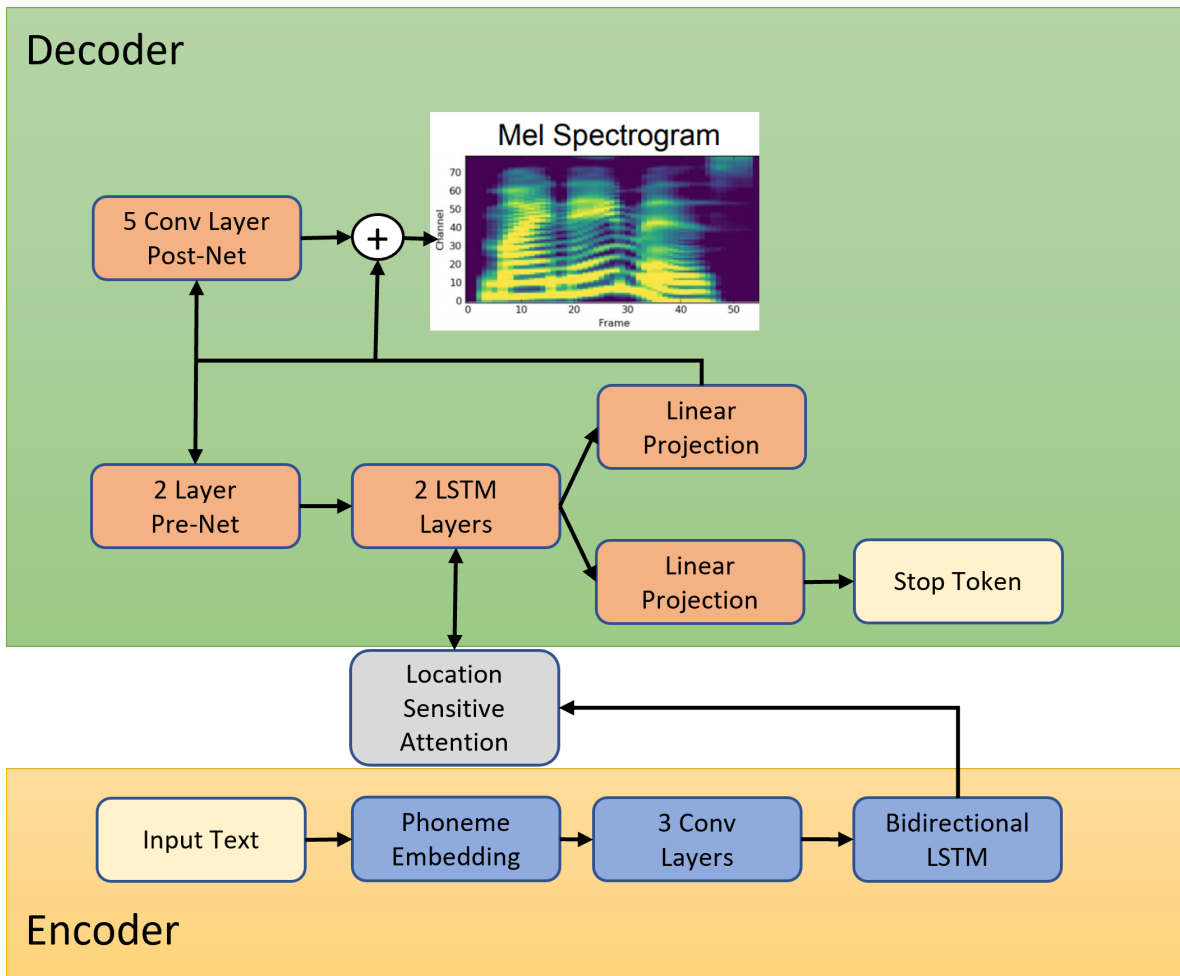 Decoder
Mel Spectrogram
70
60
50
40
30
20
10
0
Channel
0 10 20 30 40 50
Frame
5 Conv Layer
Post-Net
+
Linear
Projection
2 Layer
Pre-Net
2 LSTM
Layers
Linear
Projection
Stop Token
Location
Sensitive
Attention
Input Text
Phoneme
Embedding
3 Conv
Layers
Bidirectional
LSTM
Encoder